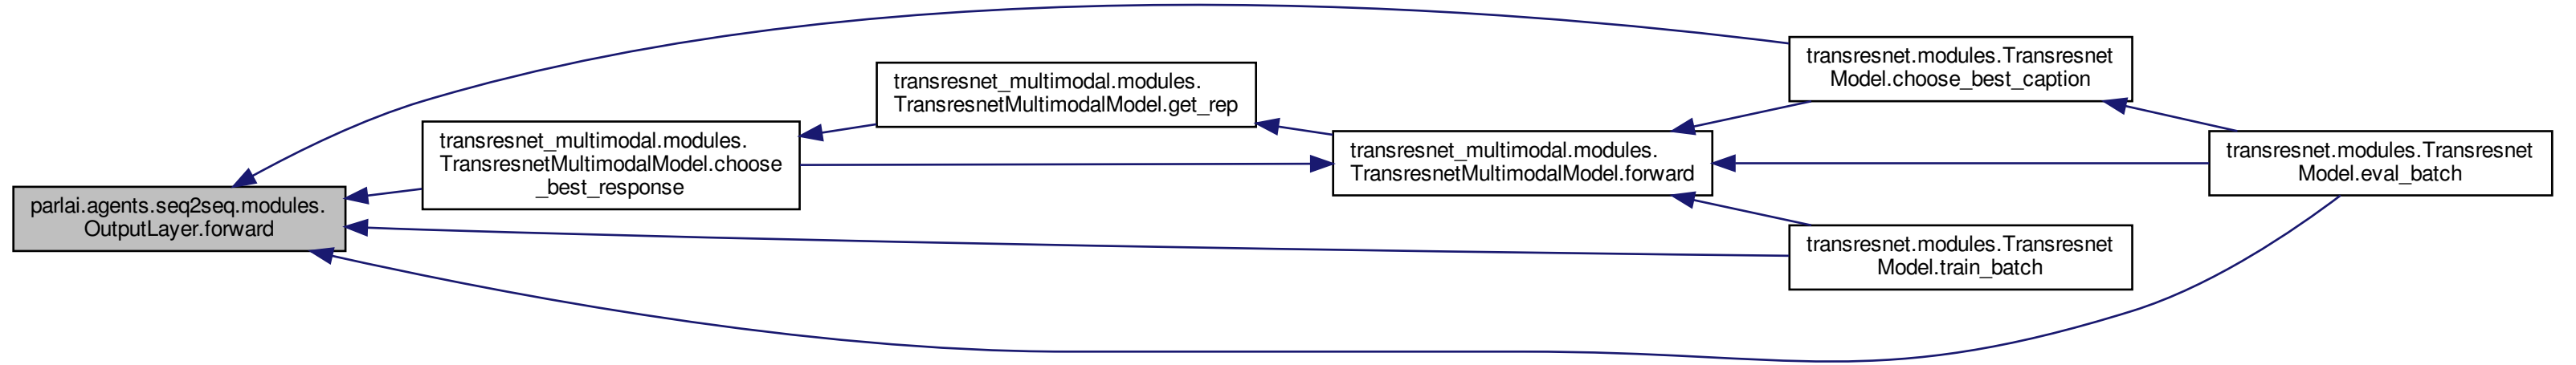 parlai.agents.seq2seq.modules.
OutputLayer.forward
transresnet_multimodal.modules.
TransresnetMultimodalModel.choose
_best_response
transresnet_multimodal.modules.
TransresnetMultimodalModel.get_rep
transresnet_multimodal.modules.
TransresnetMultimodalModel.forward
transresnet.modules.Transresnet
Model.choose_best_caption
transresnet.modules.Transresnet
Model.eval_batch
transresnet.modules.Transresnet
Model.train_batch